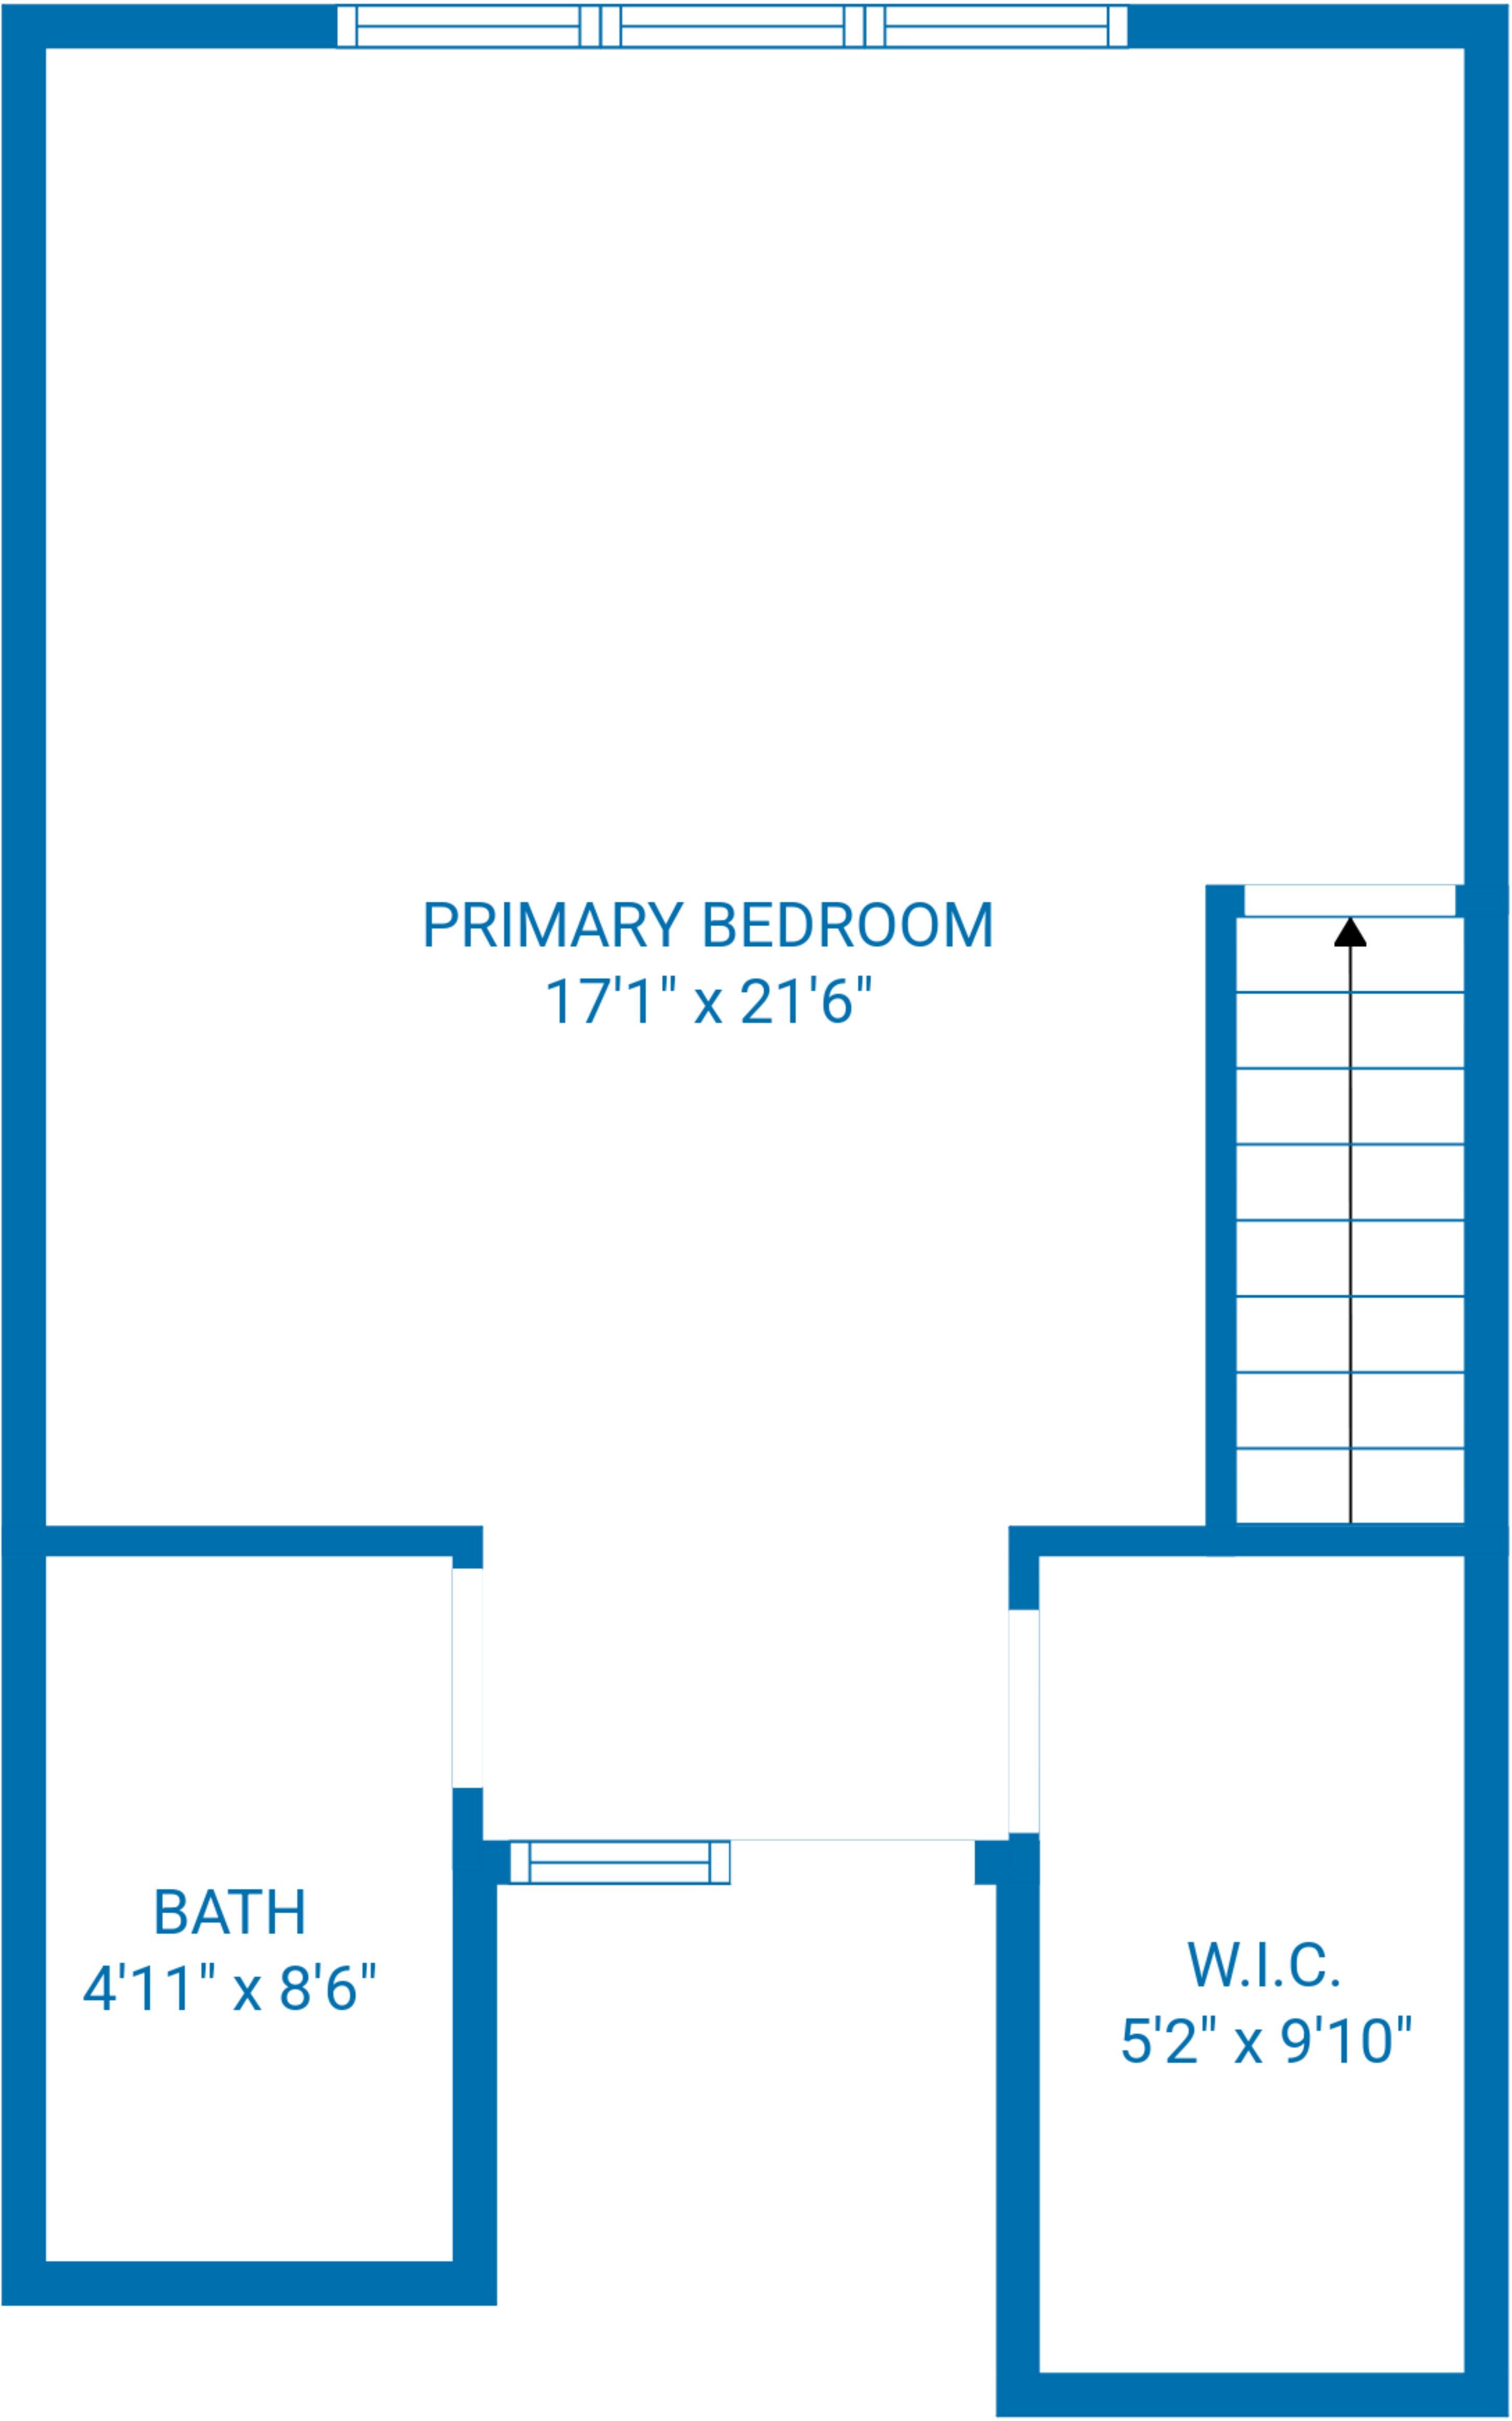 PRIMARY BEDROOM
17'1" x 21'6"
BATH
4'11" x 8'6"
W.I.C.
5'2" x 9'10"